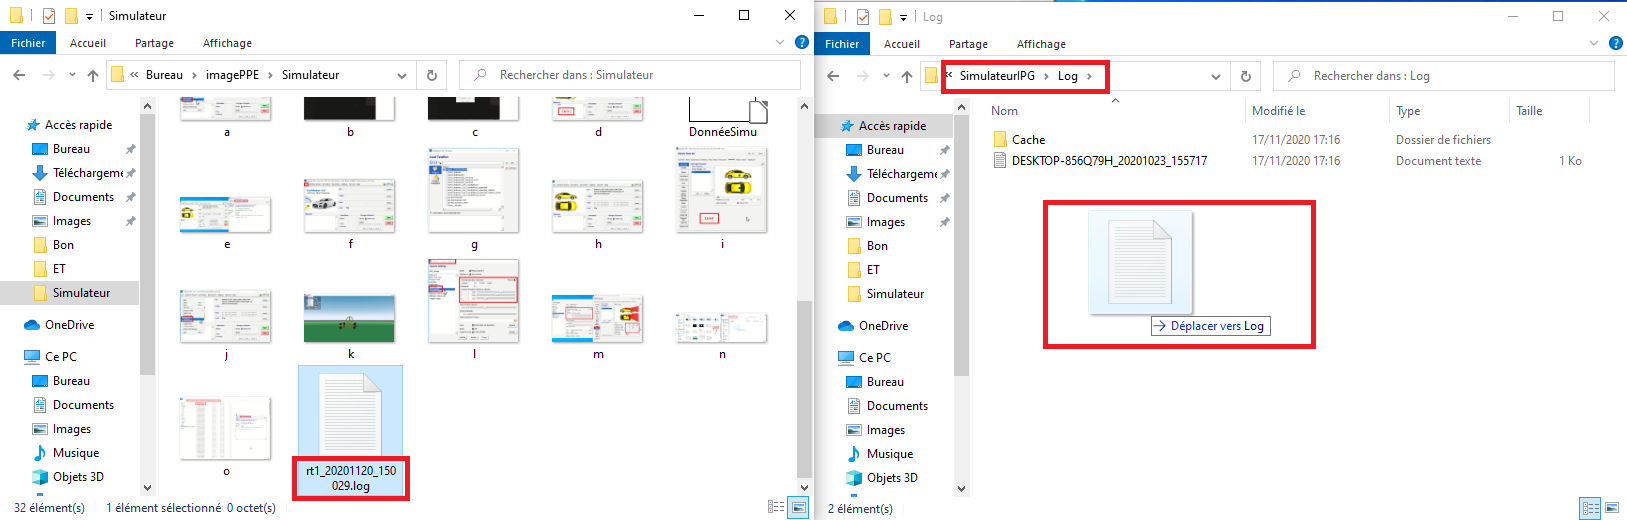 Simulateur
Fichier Accueil Partage Affichage
« Bureau > imagePPE > Simulateur
Rechercher dans : Simulateur
Accès rapide
Bureau
Téléchargeme
Documents
Images
Bon
ET
Simulateur
OneDrive
Ce PC
Bureau
Documents
Images
Musique
Objets 3D
a b c d DonnéeSimu
e f g h i
j k l m n
o
rt1_20201120_150
029.log
32 élément(s) 1 élément sélectionné 0 octet(s)
Log
Fichier Accueil Partage Affichage
« SimulateurIPG > Log >
Rechercher dans : Log
Accès rapide
Bureau
Téléchargeme
Documents
Images
Bon
ET
Simulateur
OneDrive
Ce PC
Bureau
Documents
Images
Musique
Objets 3D
Nom Modifié le Type Taille
Cache 17/11/2020 17:16 Dossier de fichiers
DESKTOP-856Q79H_20201023_155717 17/11/2020 17:16 Document texte 1 Ko
Déplacer vers Log
2 élément(s)